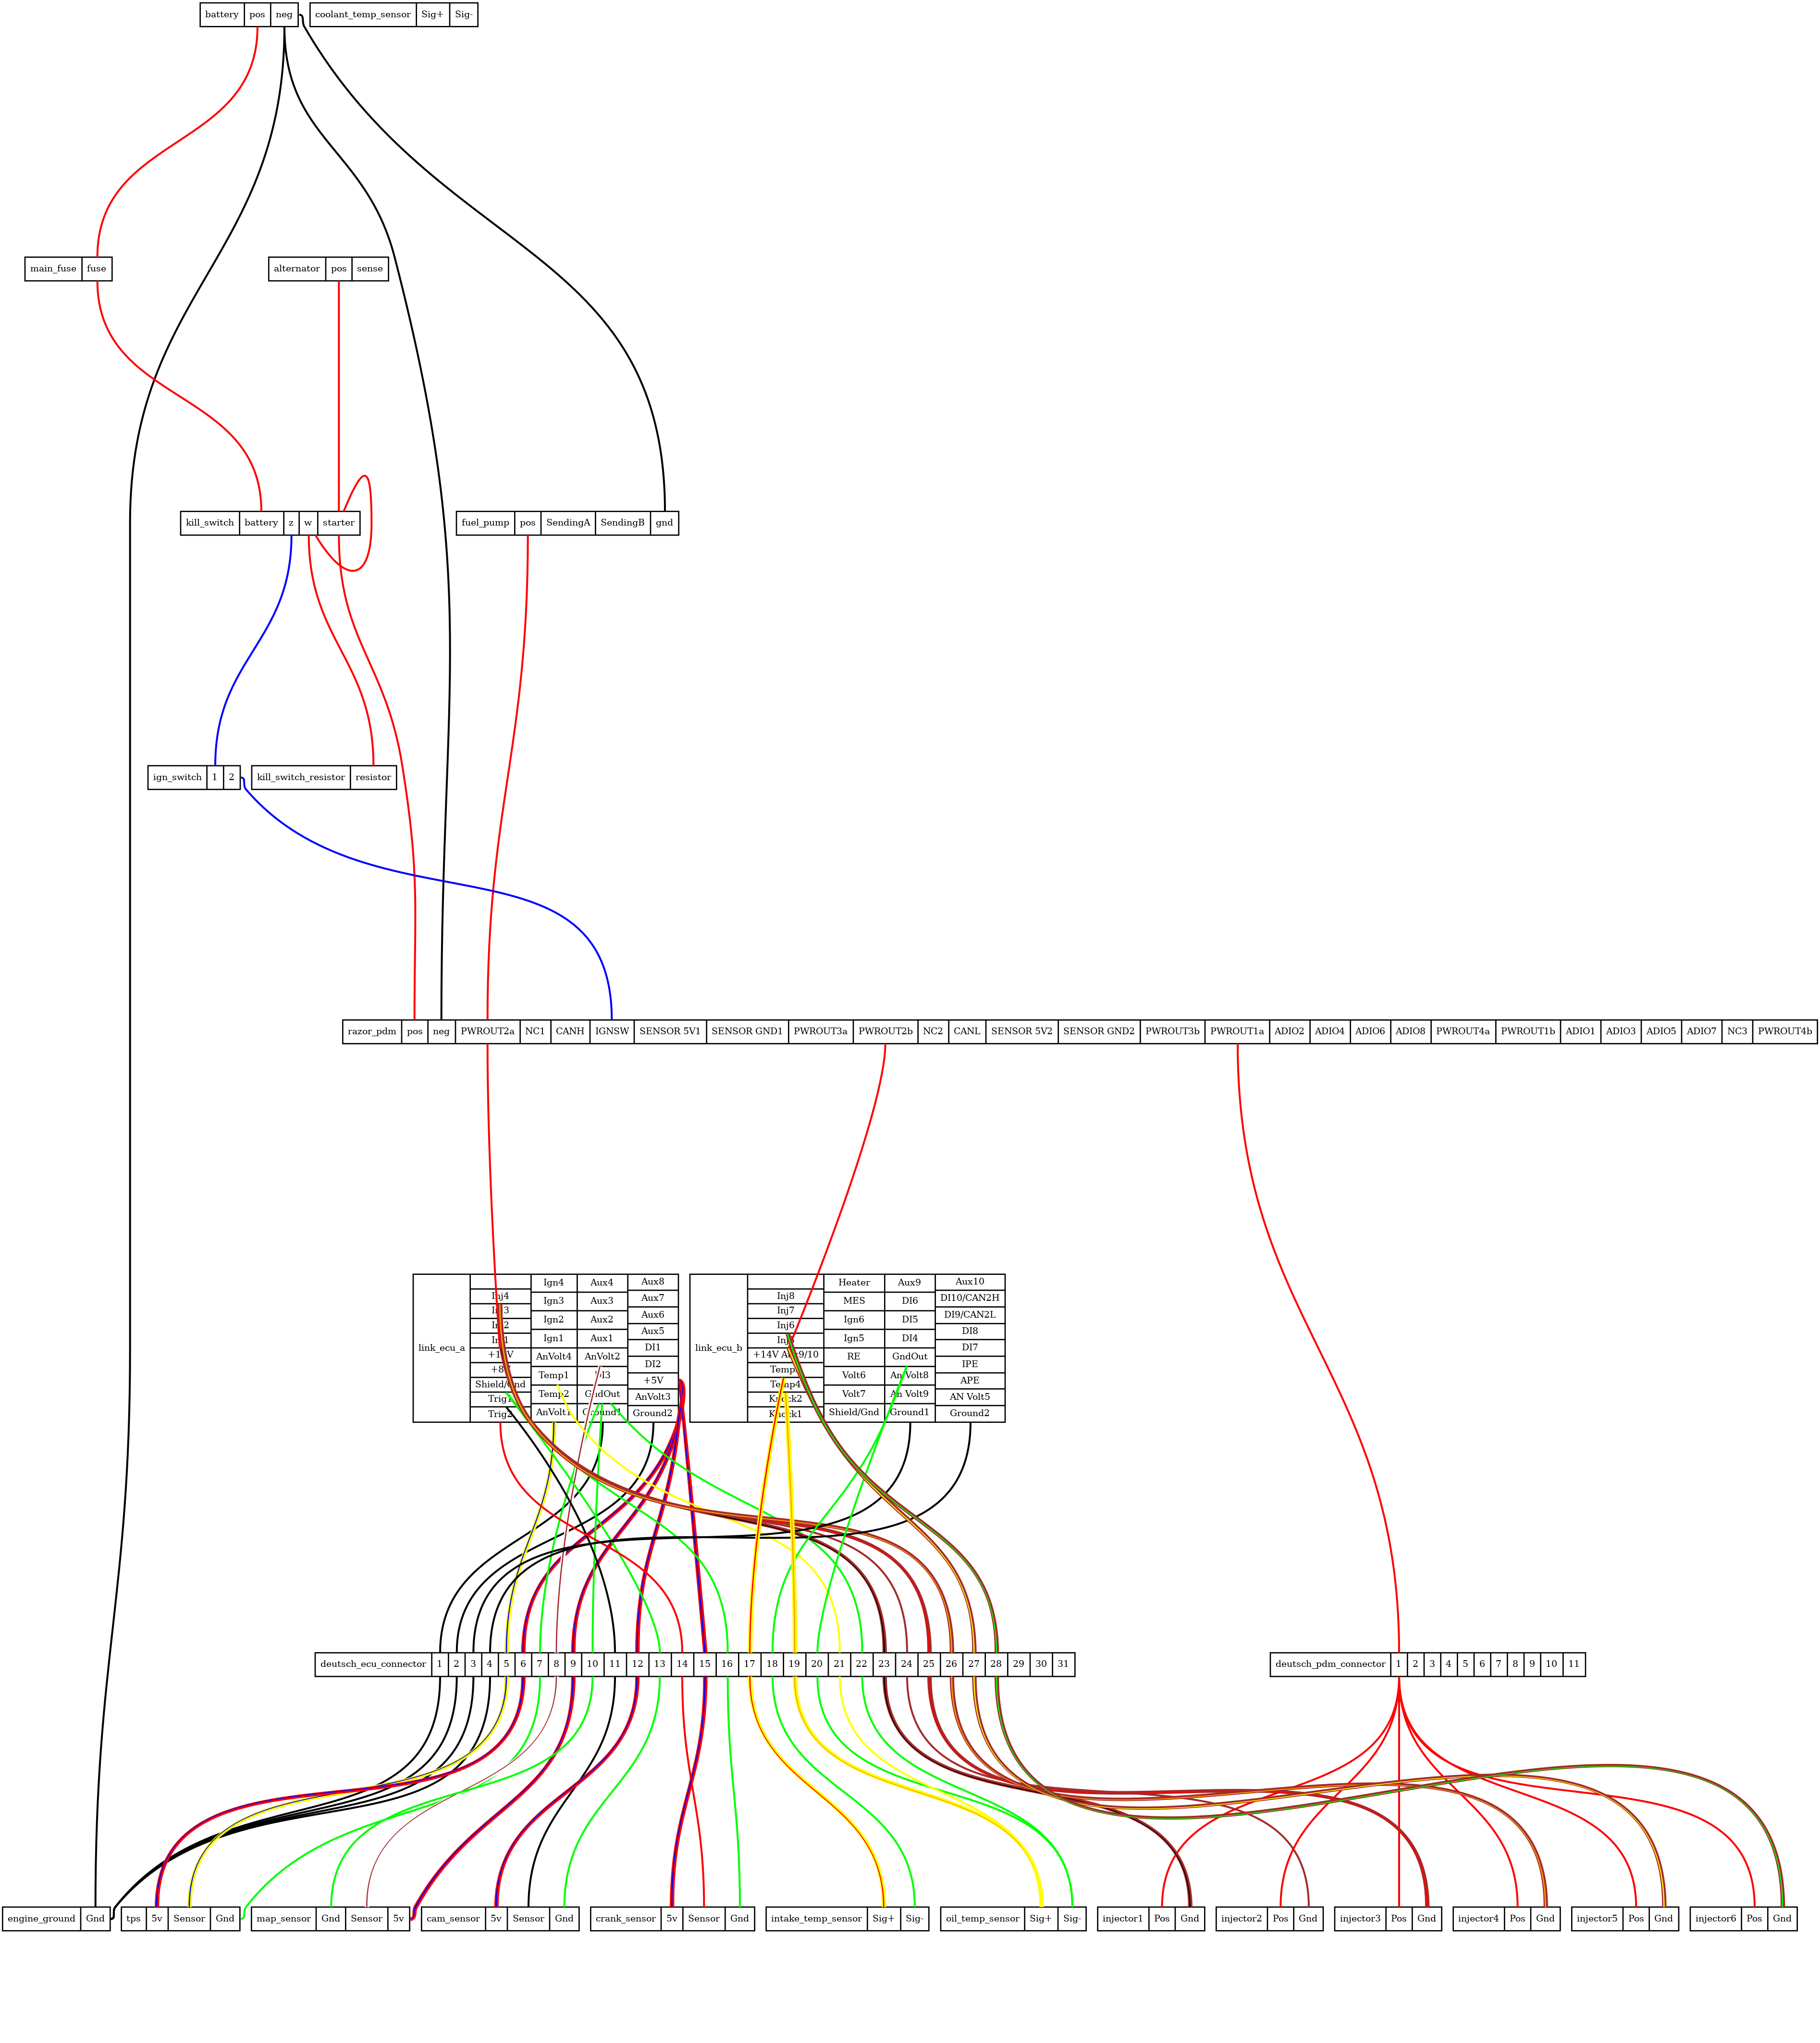 battery pos neg
coolant_temp_sensor Sig+ Sig-
main_fuse fuse
alternator pos sense
kill_switch battery z w starter
fuel_pump pos SendingA SendingB gnd
ign_switch 1 2
kill_switch_resistor resistor
razor_pdm pos neg PWROUT2a NC1 CANH IGNSW SENSOR 5V1 SENSOR GND1 PWROUT3a PWROUT2b NC2 CANL SENSOR 5V2 SENSOR GND2 PWROUT3b PWROUT1a ADIO2 ADIO4 ADIO6 ADIO8 PWROUT4a PWROUT1b ADIO1 ADIO3 ADIO5 ADIO7 NC3 PWROUT4b
link_ecu_a
Inj4
Inj3
Inj2
Inj1
Shield/Gnd
Trig1
Trig2
Ign4
Ign3
Ign2
Ign1
AnVolt4
Temp1
Temp2
AnVolt1
Aux4
Aux3
Aux2
Aux1
AnVolt2
DI3
GndOut
Ground1
Aux8
Aux7
Aux6
Aux5
DI1
DI2
+5V
AnVolt3
Ground2
link_ecu_b
Inj8
Inj7
Inj6
Inj5
+14V Aux9/10
Temp4
Knock2
Knock1
Heater
MES
Ign6
Ign5
RE
Volt6
Volt7
Shield/Gnd
Aux9
DI6
DI5
DI4
GndOut
An Volt8
An Volt9
Ground1
Aux10
DI10/CAN2H
DI9/CAN2L
DI8
DI7
IPE
APE
AN Volt5
Ground2
deutsch_ecu_connector 1 2 3 4 5 6 7 8 9 10 11 12 13 14 15 16 17 18 19 20 21 22 23 24 25 26 27 28 29 30 31
deutsch_pdm_connector 1 2 3 4 5 6 7 8 9 10 11
engine_ground Gnd
tps 5v Sensor Gnd
map_sensor Gnd Sensor 5v
cam_sensor 5v Sensor Gnd
crank_sensor 5v Sensor Gnd
intake_temp_sensor Sig+ Sig-
oil_temp_sensor Sig+ Sig-
injector1 Pos Gnd
injector2 Pos Gnd
injector3 Pos Gnd
injector4 Pos Gnd
injector5 Pos Gnd
injector6 Pos Gnd